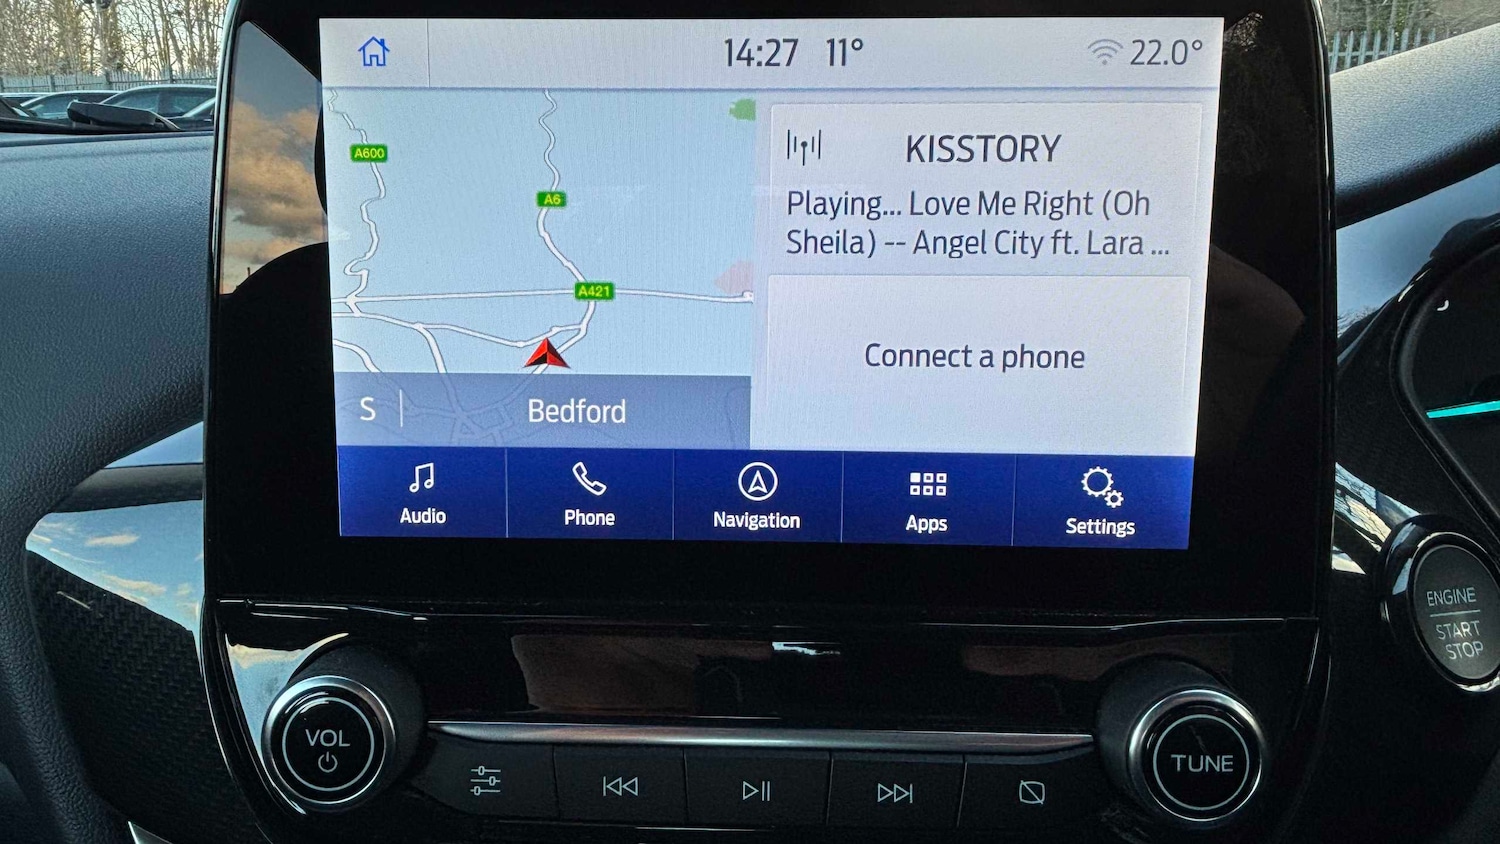 14:27 11° 22.0°
A600
A6
A421
S Bedford
KISSTORY
Playing... Love Me Right (Oh
Sheila) -- Angel City ft. Lara ...
Connect a phone
Audio
Phone
Navigation
Apps
Settings
ENGINE
START
STOP
VOL
TUNE